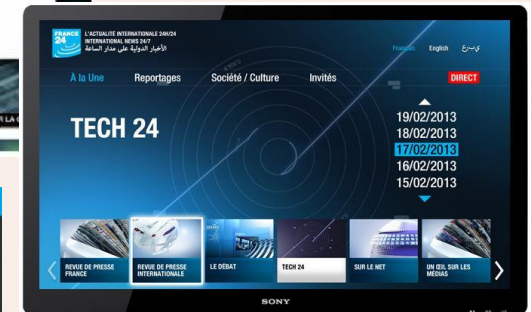 FRANCE
24
L'ACTUALITÉ INTERNATIONALE 24H/24
INTERNATIONAL NEWS 24/7
الأخبار الدولية على مدار الساعة
Français English
À la Une Reportages Société / Culture Invités DIRECT
TECH 24
19/02/2013
18/02/2013
17/02/2013
16/02/2013
15/02/2013
REVUE DE PRESSE
FRANCE
REVUE DE PRESSE
INTERNATIONALE
LE DÉBAT
TECH 24
SUR LE NET
UN ŒIL SUR LES
MÉDIAS
SONY